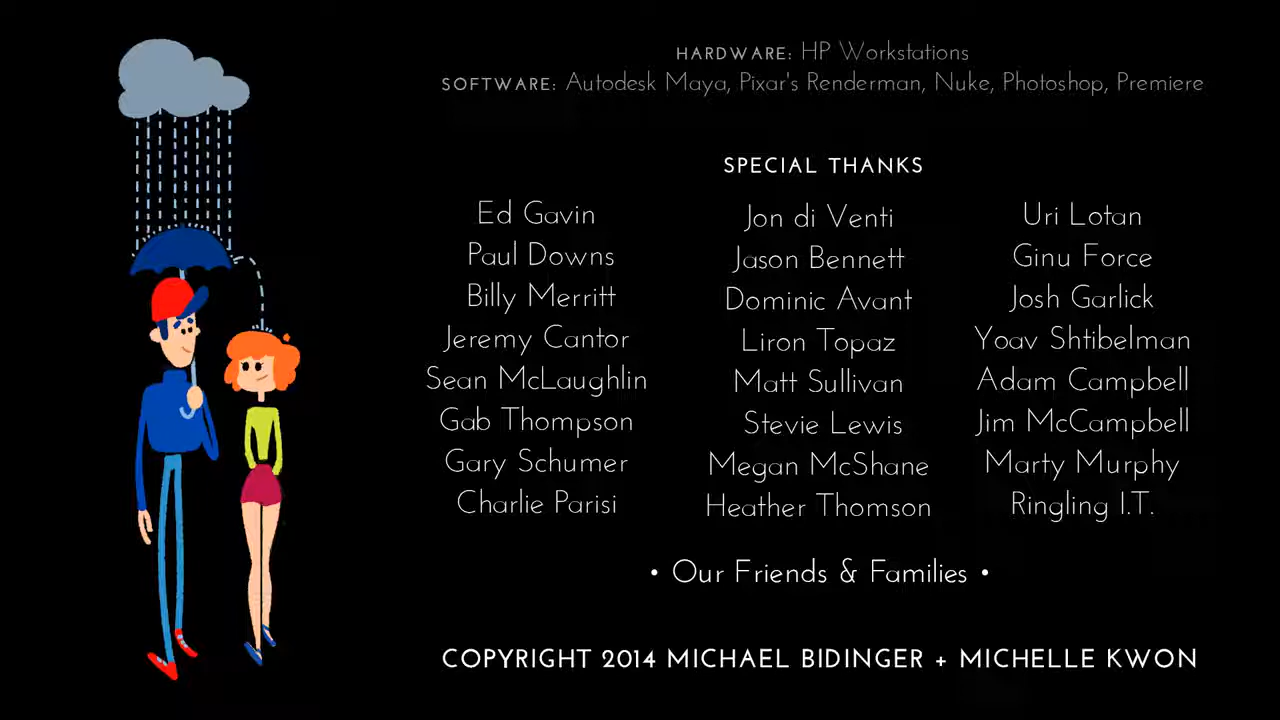 HARDWARE: HP Workstations
SOFTWARE: Autodesk Maya, Pixar's Renderman, Nuke, Photoshop, Premiere
SPECIAL THANKS
Ed Gavin
Paul Downs
Billy Merritt
Jeremy Cantor
Sean McLaughlin
Gab Thompson
Gary Schumer
Charlie Parisi
Jon di Venti
Jason Bennett
Dominic Avant
Liron Topaz
Matt Sullivan
Stevie Lewis
Megan McShane
Heather Thomson
Uri Lotan
Ginu Force
Josh Garlick
Yoav Shtibelman
Adam Campbell
Jim McCampbell
Marty Murphy
Ringling I.T.
• Our Friends & Families •
COPYRIGHT 2014 MICHAEL BIDINGER + MICHELLE KWON